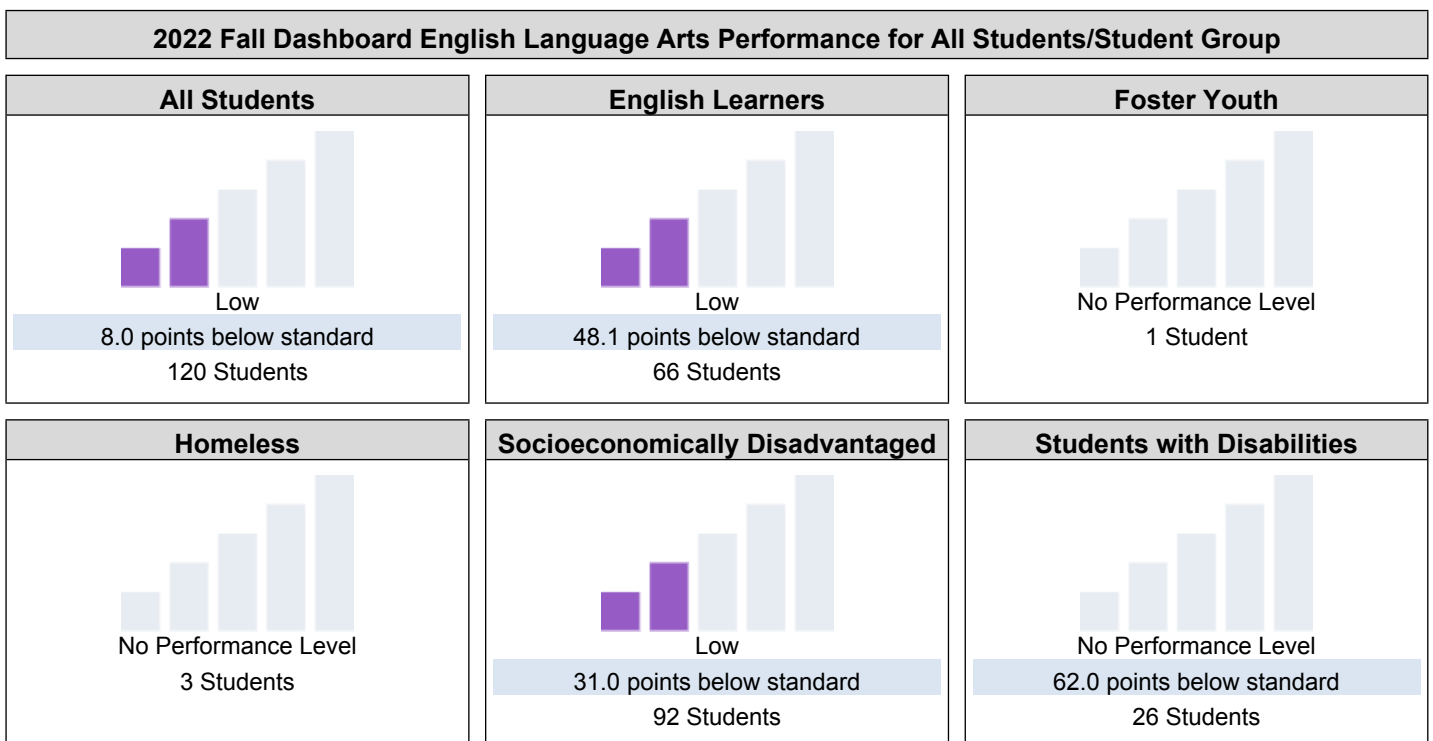 2022 Fall Dashboard English Language Arts Performance for All Students/Student Group
All Students
Low
8.0 points below standard
120 Students
English Learners
Low
48.1 points below standard
66 Students
Foster Youth
No Performance Level
1 Student
Homeless
No Performance Level
3 Students
Socioeconomically Disadvantaged
Low
31.0 points below standard
92 Students
Students with Disabilities
No Performance Level
62.0 points below standard
26 Students